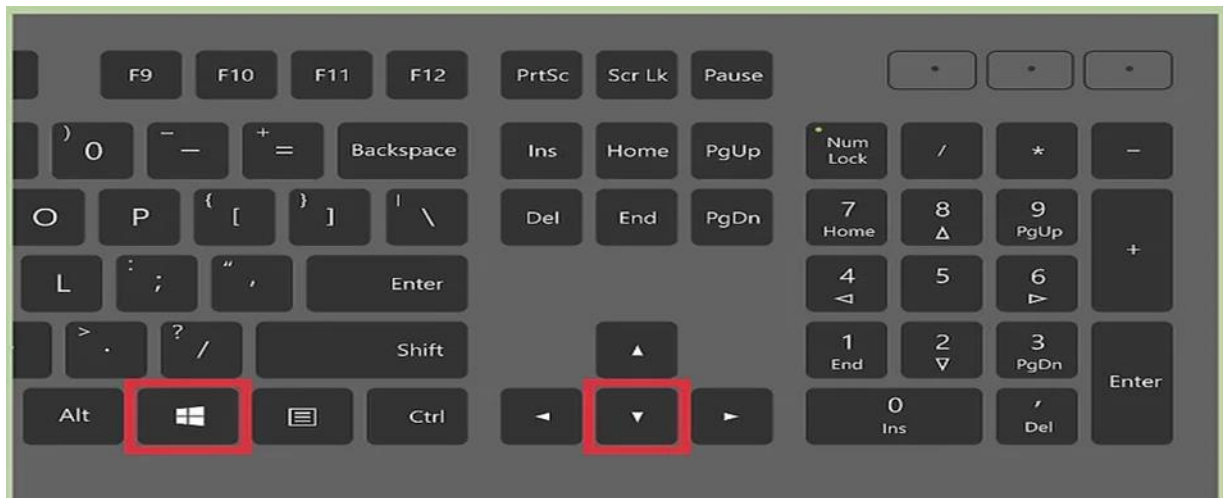 F9 F10 F11 F12 PrtSc Scr Lk Pause
) 0 _ — + = Backspace Ins Home PgUp Num Lock / * −
O P { [ } ] | \ Del End PgDn 7 Home 8 9 PgUp +
L : ; “ ′ Enter 4 5 6
> . ? / Shift 1 End 2 3 PgDn Enter
Alt Ctrl 0 Ins ′ Del